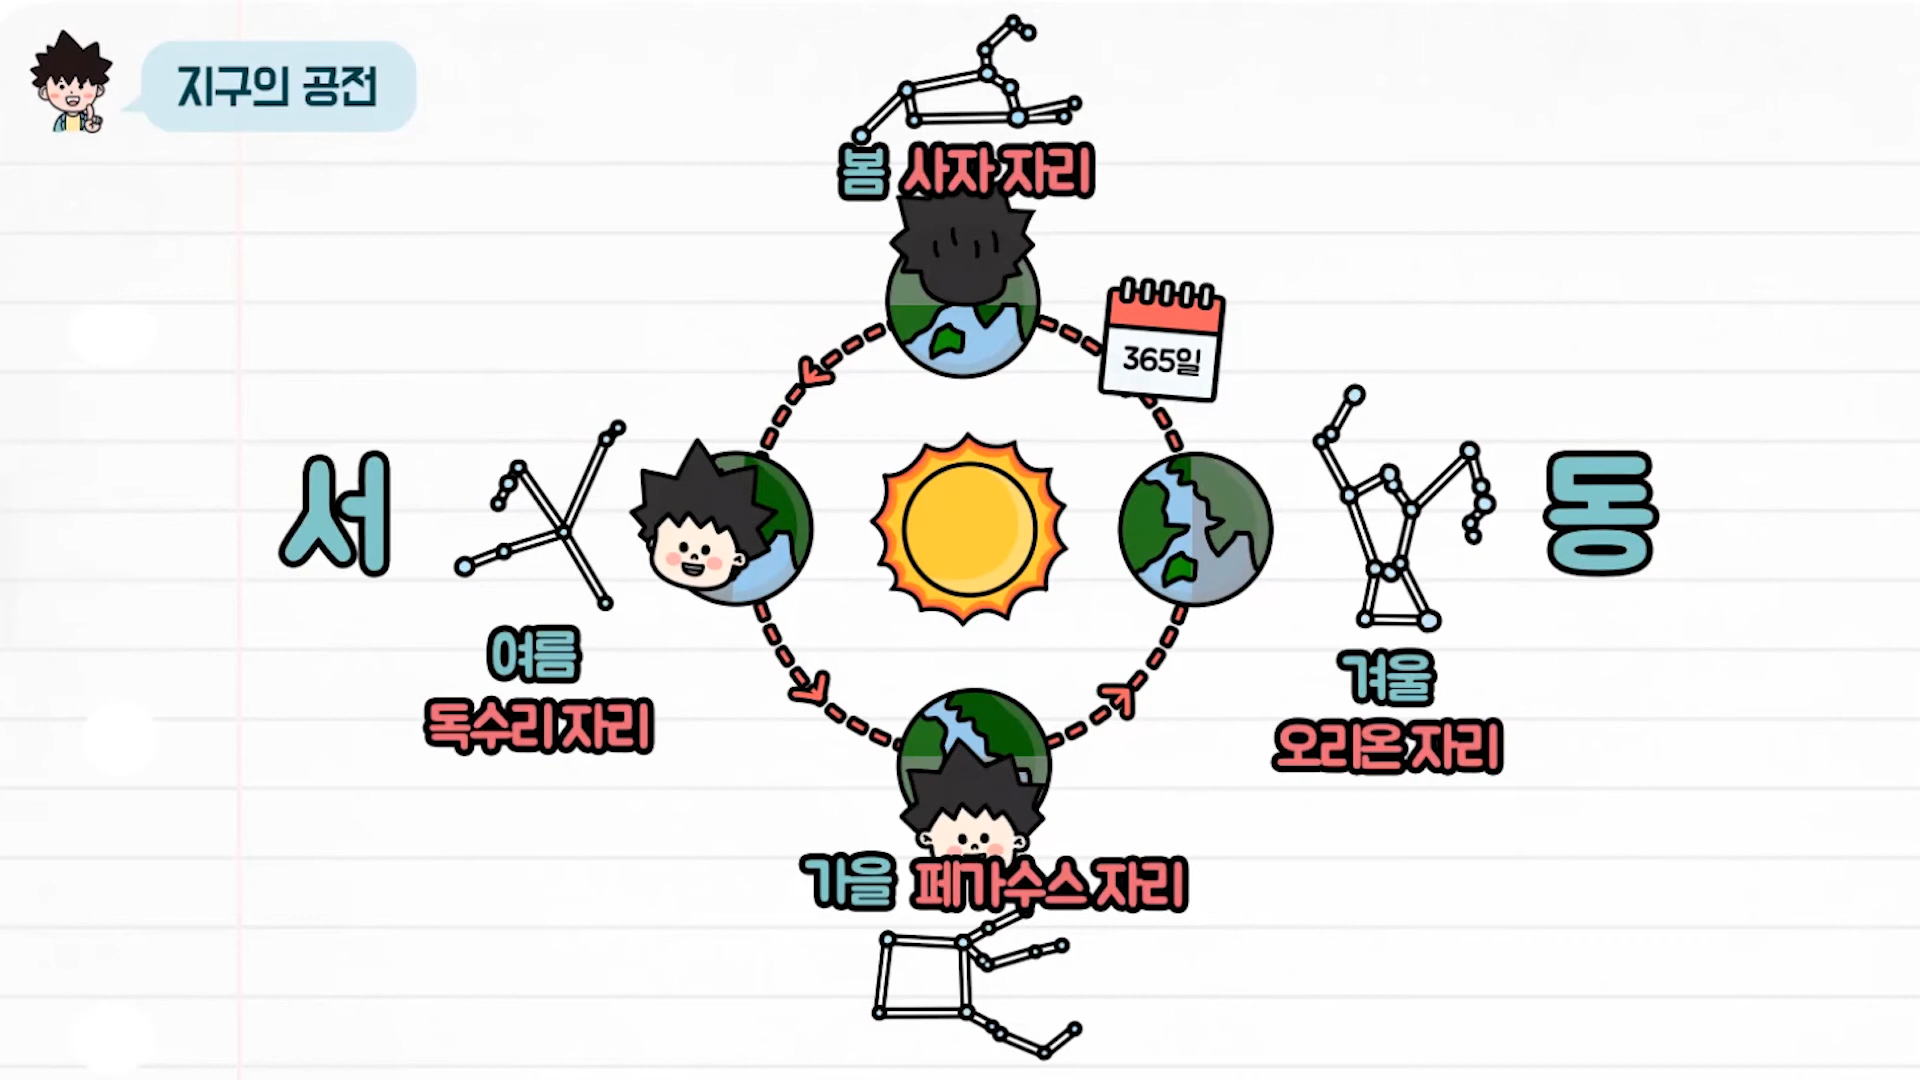 지구의 공전
봄 사자 자리
365일
서
동
여름
독수리 자리
겨울
오리온 자리
가을 페가수스 자리